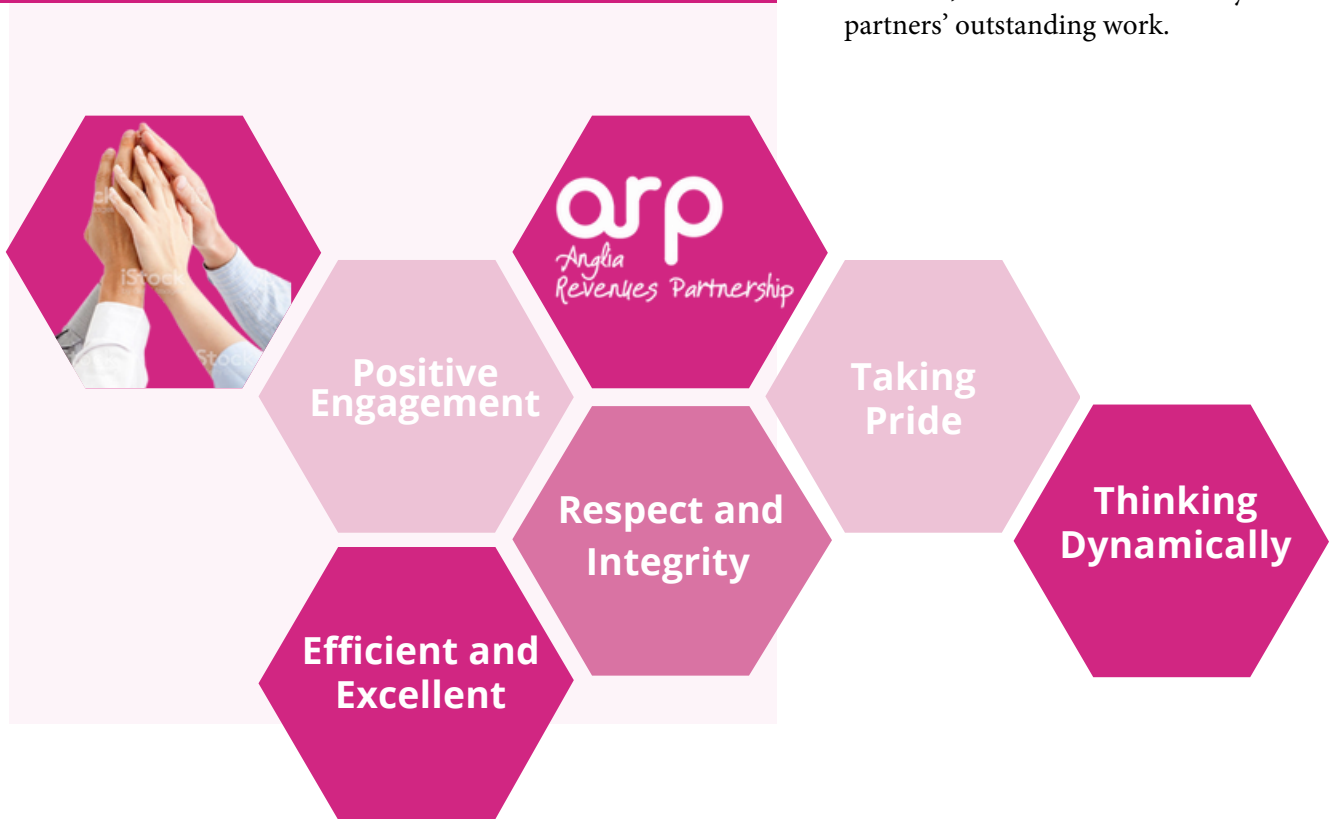 partners’ outstanding work.
arp
Anglia
Revenues Partnership
iStock
Positive
Engagement
Taking
Pride
Respect and
Integrity
Thinking
Dynamically
Efficient and
Excellent